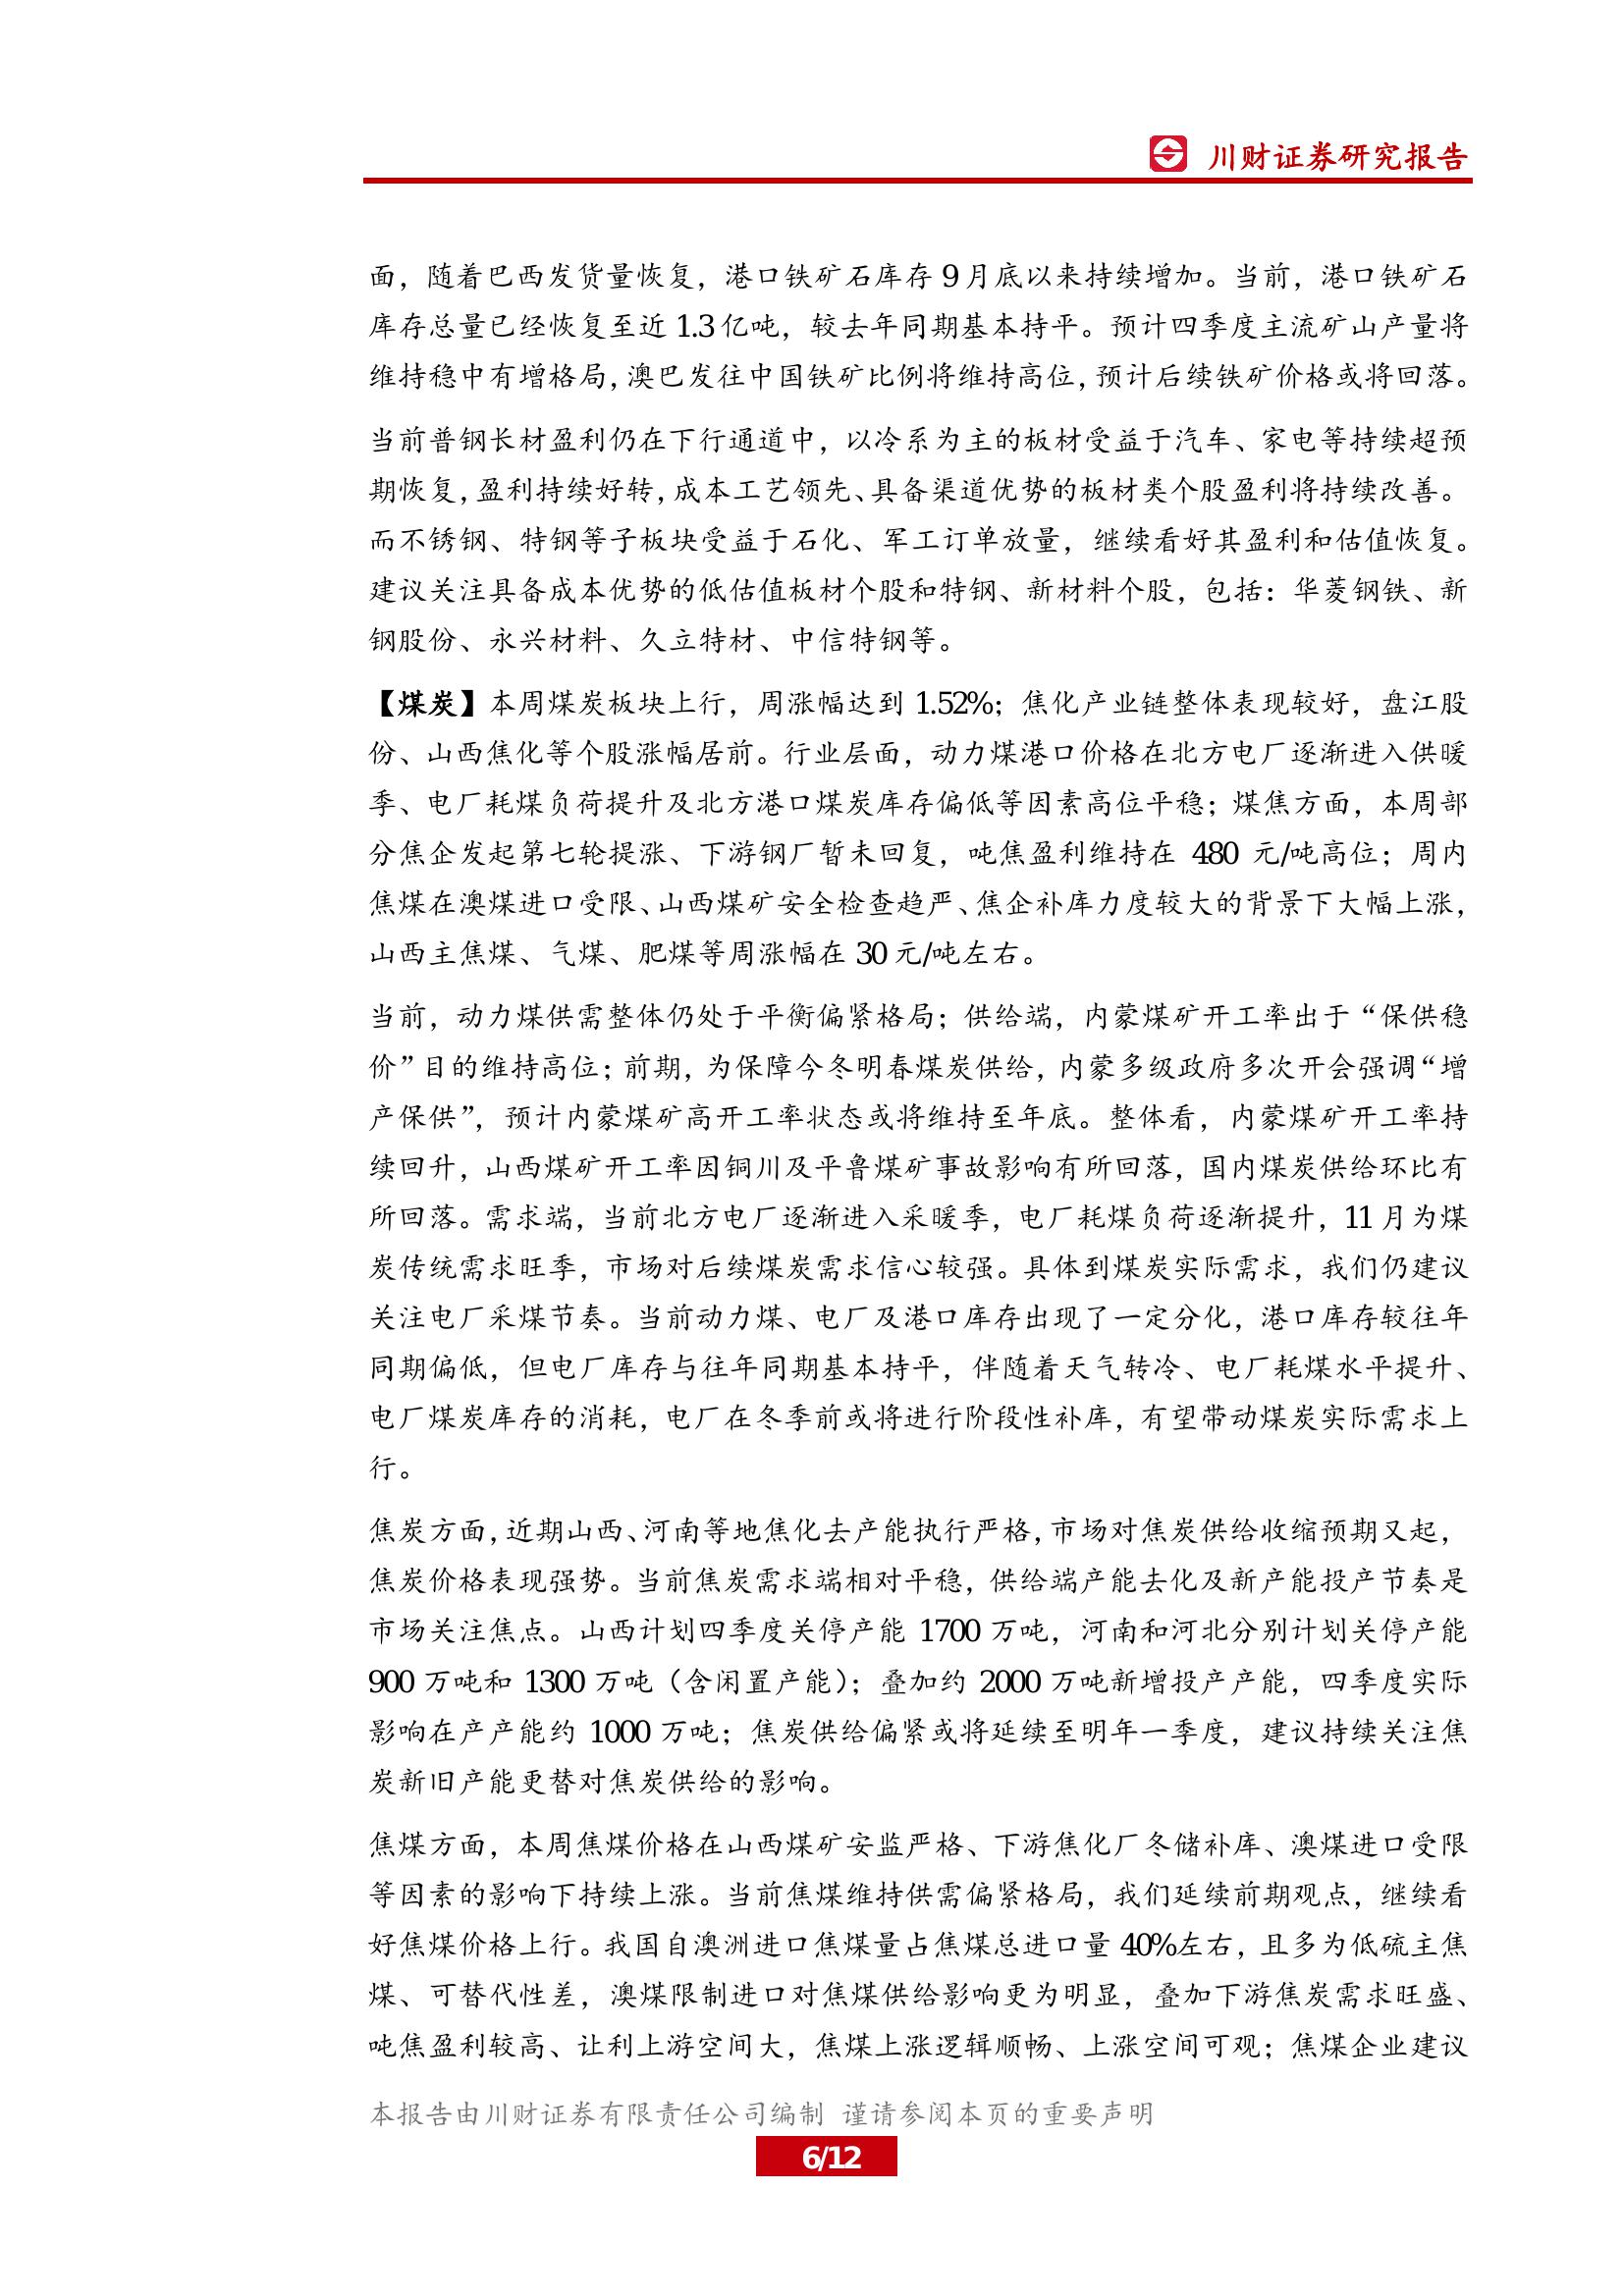 川财证券研究报告
面，随着巴西发货量恢复，港口铁矿石库存 9 月底以来持续增加。当前，港口铁矿石
库存总量已经恢复至近 1.3 亿吨，较去年同期基本持平。预计四季度主流矿山产量将
维持稳中有增格局，澳巴发往中国铁矿比例将维持高位，预计后续铁矿价格或将回落。
当前普钢长材盈利仍在下行通道中，以冷系为主的板材受益于汽车、家电等持续超预
期恢复，盈利持续好转，成本工艺领先、具备渠道优势的板材类个股盈利将持续改善。
而不锈钢、特钢等子板块受益于石化、军工订单放量，继续看好其盈利和估值恢复。
建议关注具备成本优势的低估值板材个股和特钢、新材料个股，包括：华菱钢铁、新
钢股份、永兴材料、久立特材、中信特钢等。
【煤炭】本周煤炭板块上行，周涨幅达到 1.52%；焦化产业链整体表现较好，盘江股
份、山西焦化等个股涨幅居前。行业层面，动力煤港口价格在北方电厂逐渐进入供暖
季、电厂耗煤负荷提升及北方港口煤炭库存偏低等因素高位平稳；煤焦方面，本周部
分焦企发起第七轮提涨、下游钢厂暂未回复，吨焦盈利维持在 480 元/吨高位；周内
焦煤在澳煤进口受限、山西煤矿安全检查趋严、焦企补库力度较大的背景下大幅上涨，
山西主焦煤、气煤、肥煤等周涨幅在 30 元/吨左右。
当前，动力煤供需整体仍处于平衡偏紧格局；供给端，内蒙煤矿开工率出于“保供稳
价”目的维持高位；前期，为保障今冬明春煤炭供给，内蒙多级政府多次开会强调“增
产保供”，预计内蒙煤矿高开工率状态或将维持至年底。整体看，内蒙煤矿开工率持
续回升，山西煤矿开工率因铜川及平鲁煤矿事故影响有所回落，国内煤炭供给环比有
所回落。需求端，当前北方电厂逐渐进入采暖季，电厂耗煤负荷逐渐提升，11 月为煤
炭传统需求旺季，市场对后续煤炭需求信心较强。具体到煤炭实际需求，我们仍建议
关注电厂采煤节奏。当前动力煤、电厂及港口库存出现了一定分化，港口库存较往年
同期偏低，但电厂库存与往年同期基本持平，伴随着天气转冷、电厂耗煤水平提升、
电厂煤炭库存的消耗，电厂在冬季前或将进行阶段性补库，有望带动煤炭实际需求上
行。
焦炭方面，近期山西、河南等地焦化去产能执行严格，市场对焦炭供给收缩预期又起，
焦炭价格表现强势。当前焦炭需求端相对平稳，供给端产能去化及新产能投产节奏是
市场关注焦点。山西计划四季度关停产能 1700 万吨，河南和河北分别计划关停产能
900 万吨和 1300 万吨（含闲置产能）；叠加约 2000 万吨新增投产产能，四季度实际
影响在产产能约 1000 万吨；焦炭供给偏紧或将延续至明年一季度，建议持续关注焦
炭新旧产能更替对焦炭供给的影响。
焦煤方面，本周焦煤价格在山西煤矿安监严格、下游焦化厂冬储补库、澳煤进口受限
等因素的影响下持续上涨。当前焦煤维持供需偏紧格局，我们延续前期观点，继续看
好焦煤价格上行。我国自澳洲进口焦煤量占焦煤总进口量 40%左右，且多为低硫主焦
煤、可替代性差，澳煤限制进口对焦煤供给影响更为明显，叠加下游焦炭需求旺盛、
吨焦盈利较高、让利上游空间大，焦煤上涨逻辑顺畅、上涨空间可观；焦煤企业建议
本报告由川财证券有限责任公司编制 谨请参阅本页的重要声明
6/12